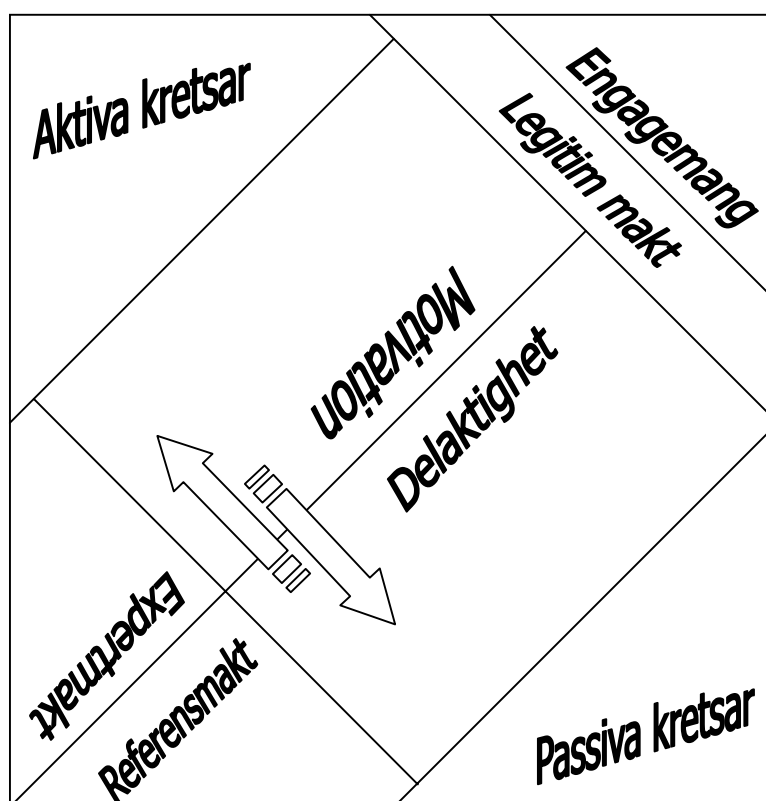 Aktiva kretsar
Engagemang
Legitim makt
Motivation
Delaktighet
Expertmakt
Referensmakt
Passiva kretsar